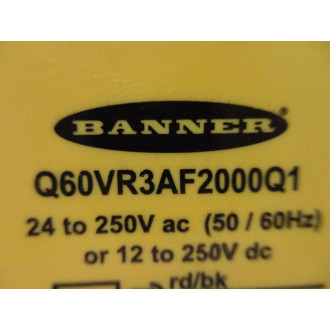 BANNER
®
Q60VR3AF2000Q1
24 to 250V ac (50 / 60Hz)
or 12 to 250V dc
rd/bk